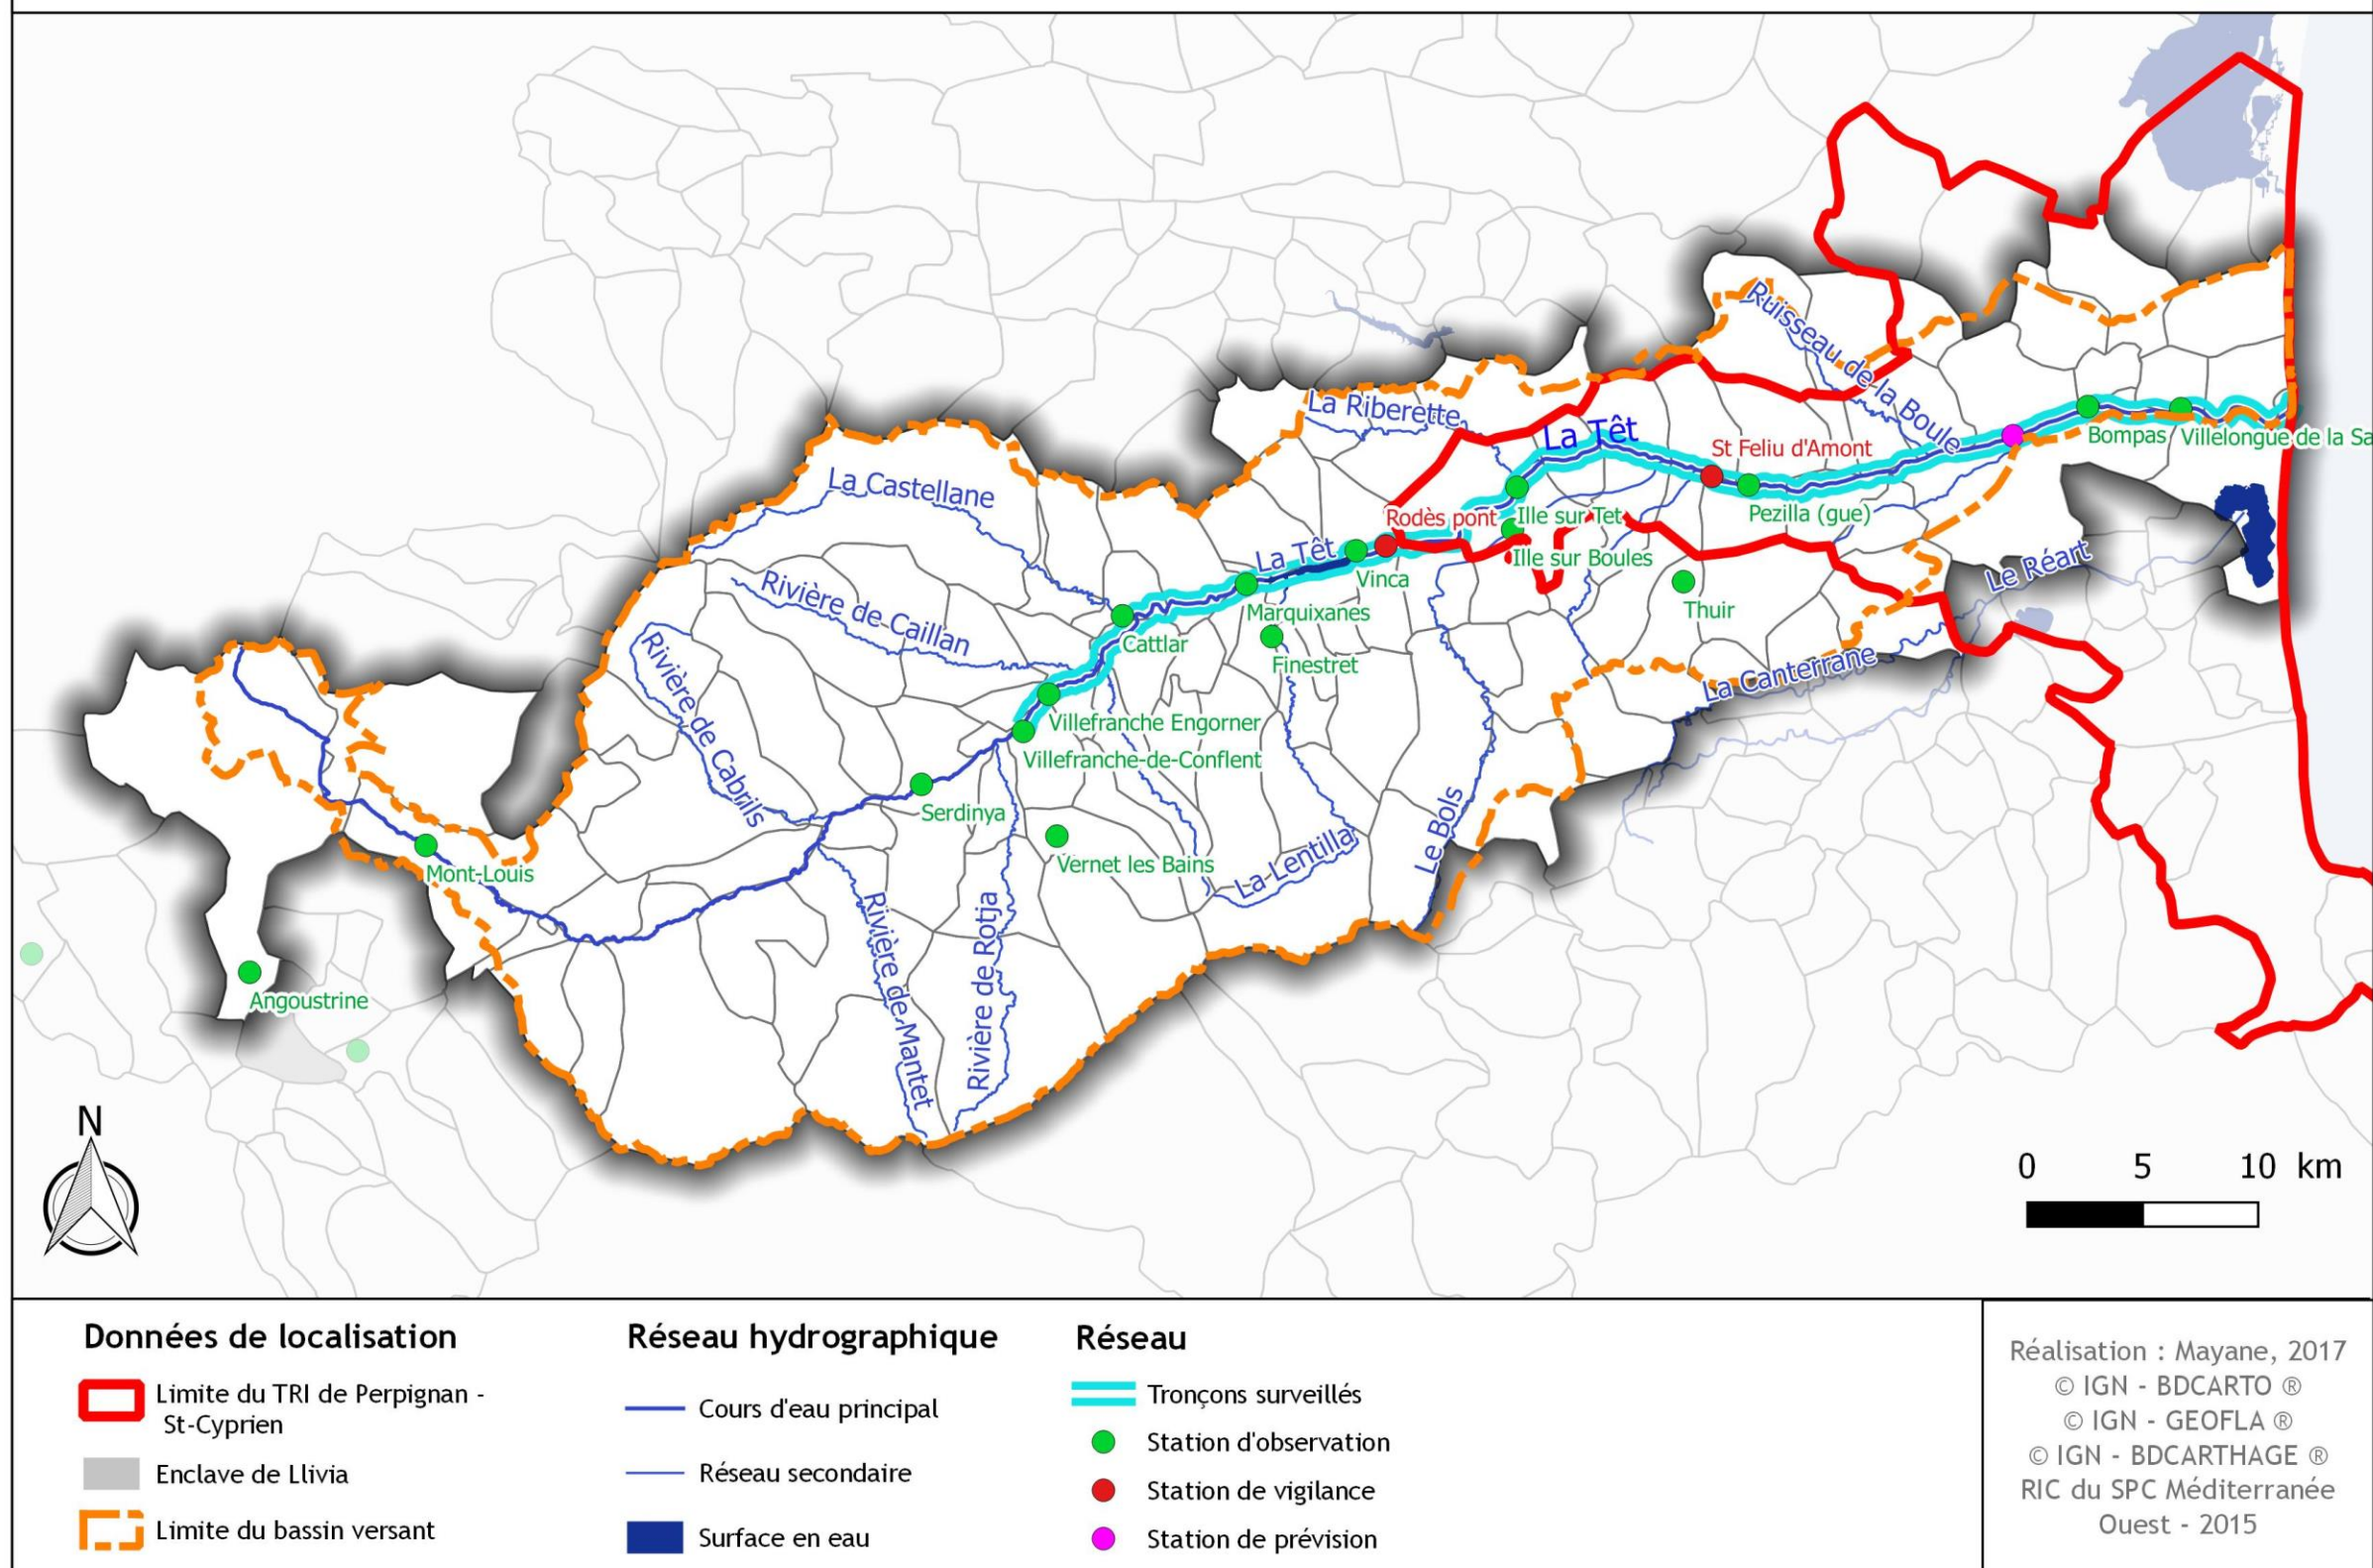 Ruisseau de la Boule
La Riberette
La Têt
St Feliu d'Amont
Bompas
Villelongue de la Sa
La Castellane
Rodès pont
Ille sur Tet
Pezilla (gue)
La Têt
Ille sur Boules
Vinca
Le Réart
Rivière de Caillan
Marquixanes
Thuir
Cattlar
Finestret
Rivière de Cabrils
La Canterrane
Villefranche Engorner
Villefranche-de-Conflent
Serdinya
Le Bols
Vernet les Bains
La Lentilla
Mont-Louis
Rivière de Mantet
Rivière de Rotja
Angoustrine
N
0 5 10 km
Données de localisation
Limite du TRI de Perpignan -
St-Cyprien
Enclave de Llivia
Limite du bassin versant
Réseau hydrographique
Cours d'eau principal
Réseau secondaire
Surface en eau
Réseau
Tronçons surveillés
Station d'observation
Station de vigilance
Station de prévision
Réalisation : Mayane, 2017
© IGN - BDCARTO ®
© IGN - GEOFLA ®
© IGN - BDCARTHAGE ®
RIC du SPC Méditerranée
Ouest - 2015